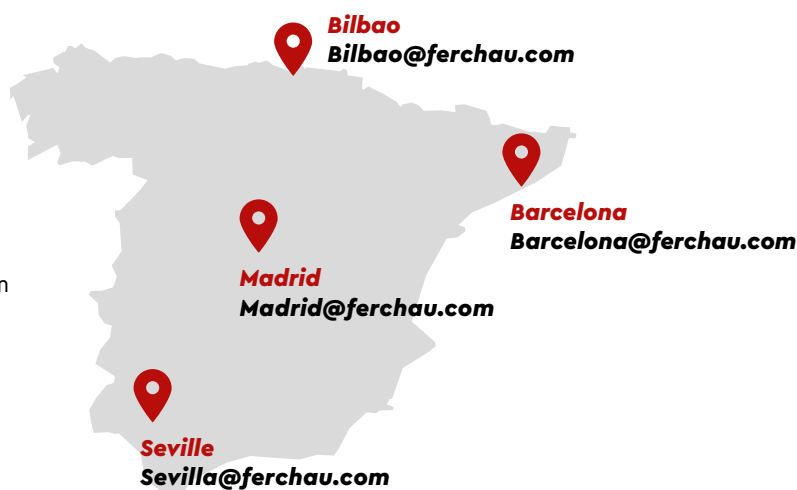 Bilbao
Bilbao@ferchau.com
Barcelona
Barcelona@ferchau.com
Madrid
Madrid@ferchau.com
n
Seville
Sevilla@ferchau.com